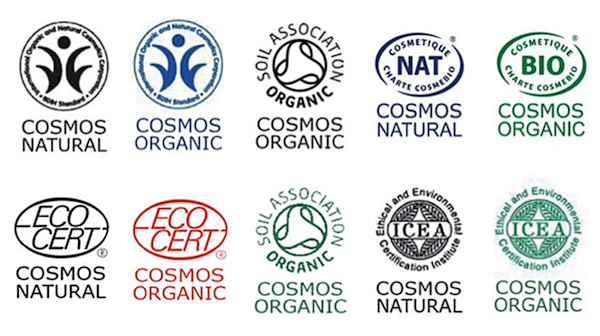 International Organic and Natural Cosmetics Corporation
• BDIH Standard •
COSMOS
NATURAL
International Organic and Natural Cosmetics Corporation
• BDIH Standard •
COSMOS
ORGANIC
SOIL ASSOCIATION
ORGANIC
COSMOS
ORGANIC
COSMETIQUE ®
NAT
CHARTE COSMEBIO
COSMOS
NATURAL
COSMETIQUE ®
BIO
CHARTE COSMEBIO
COSMOS
ORGANIC
ECO
CERT ®
COSMOS
NATURAL
ECO
CERT ®
COSMOS
ORGANIC
SOIL ASSOCIATION
ORGANIC
COSMOS
ORGANIC
Ethical and Environmental
ICEA
Certification Institute
COSMOS
NATURAL
Ethical and Environmental
ICEA
Certification Institute
COSMOS
ORGANIC